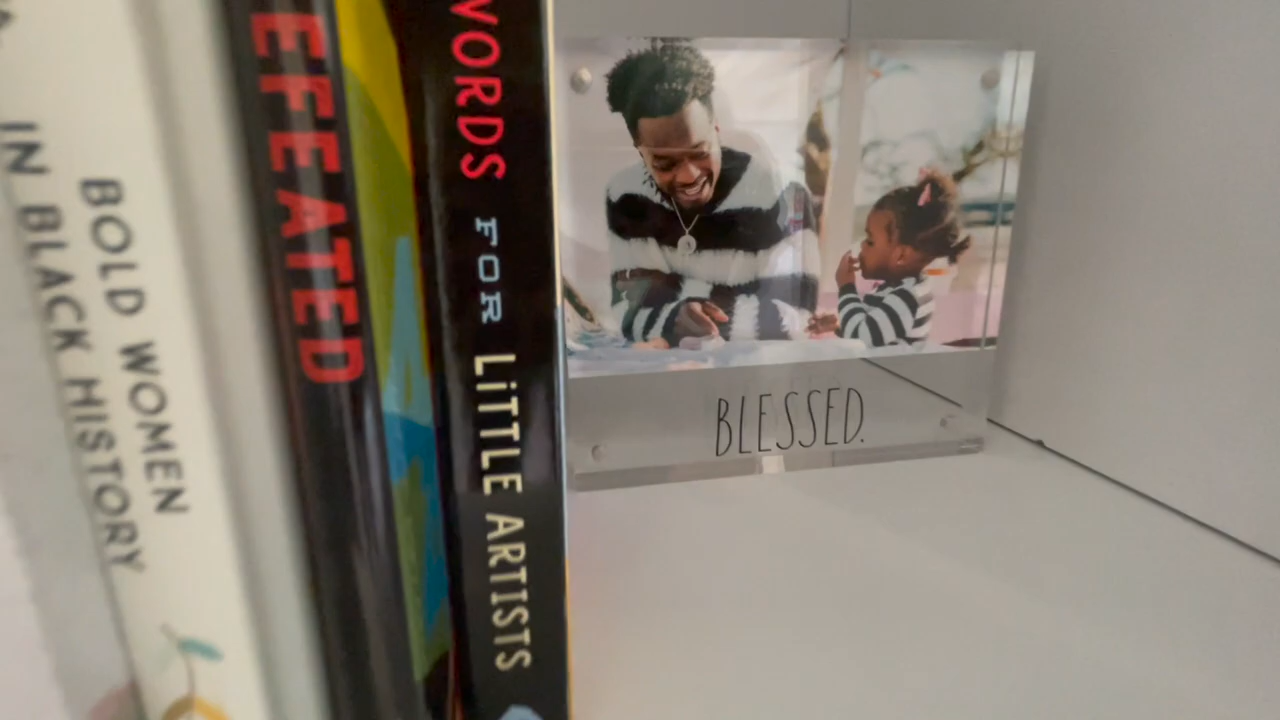 BOLD WOMEN
IN BLACK HISTORY
EFEATED
WORDS FOR LiTTLE ARTISTS
BLESSED.